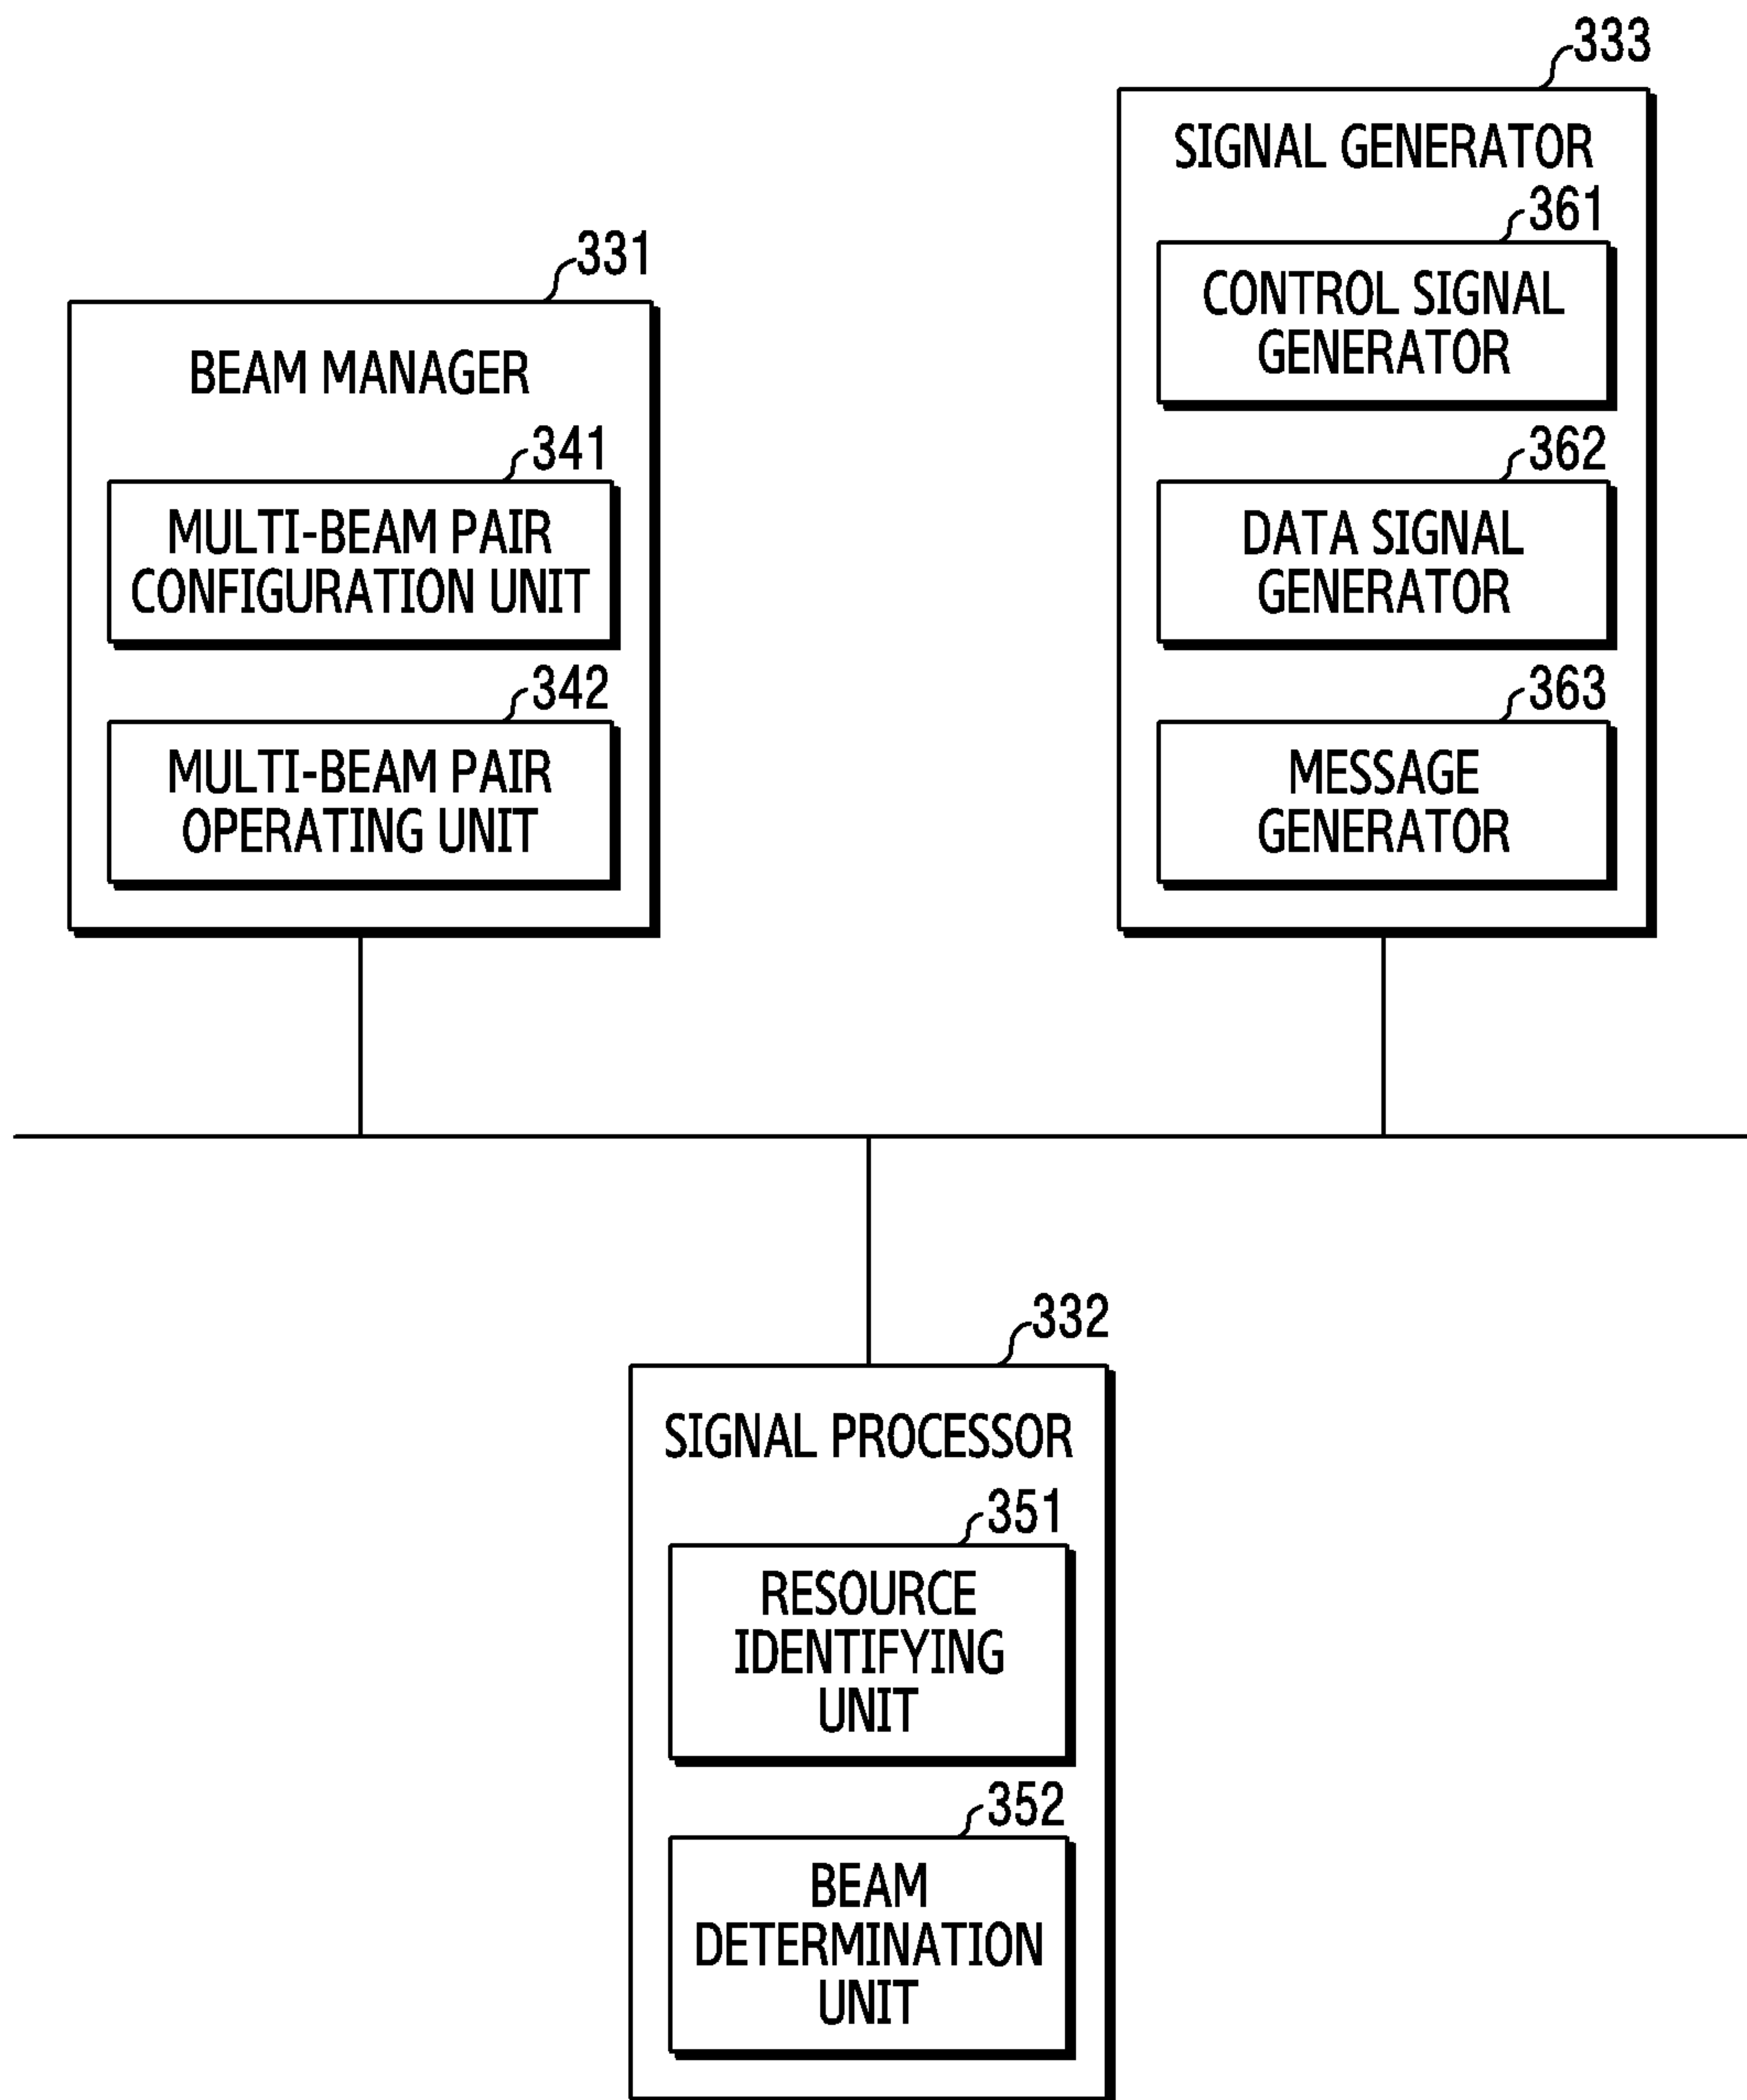 331
BEAM MANAGER
341
MULTI-BEAM PAIR
CONFIGURATION UNIT
342
MULTI-BEAM PAIR
OPERATING UNIT
333
SIGNAL GENERATOR
361
CONTROL SIGNAL
GENERATOR
362
DATA SIGNAL
GENERATOR
363
MESSAGE
GENERATOR
332
SIGNAL PROCESSOR
351
RESOURCE
IDENTIFYING
UNIT
352
BEAM
DETERMINATION
UNIT